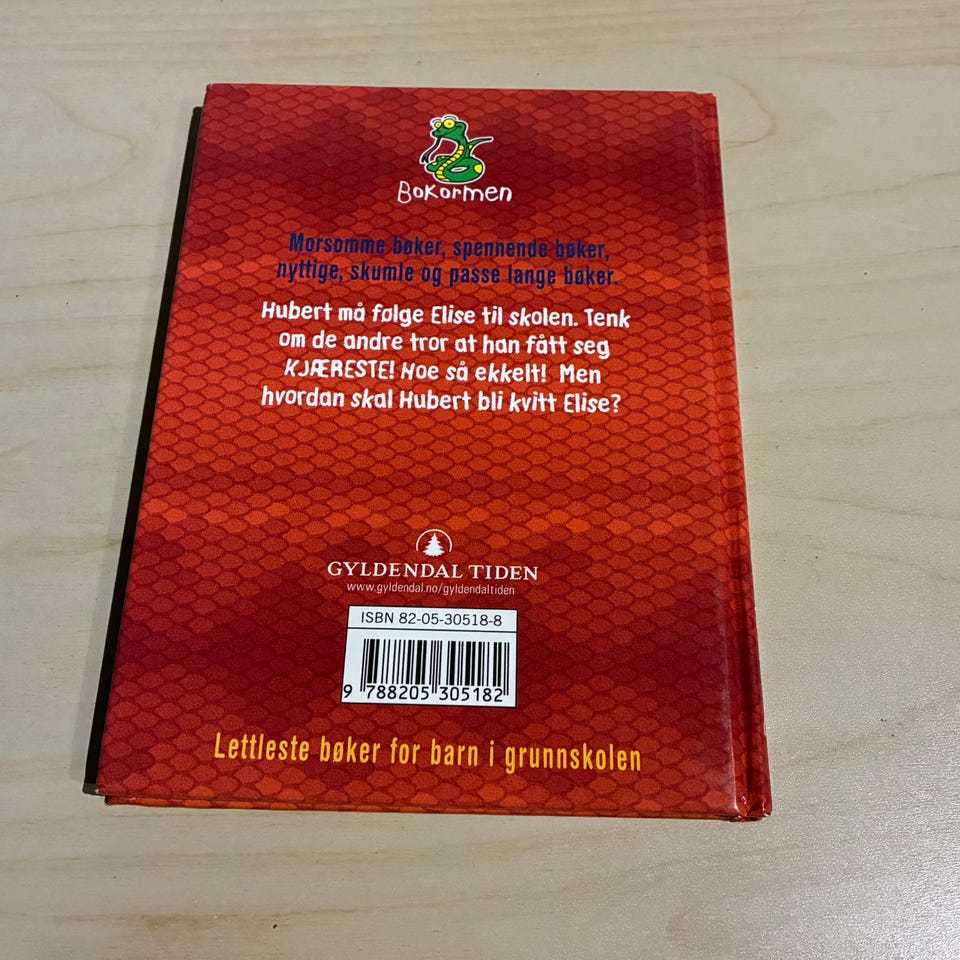 Bokormen
Morsomme bøker, spennende bøker,
nyttige, skumle og passe lange bøker.
Hubert må følge Elise til skolen. Tenk
om de andre tror at han fått seg
KJÆRESTE! Noe så ekkelt! Men
hvordan skal Hubert bli kvitt Elise?
GYLDENDAL TIDEN
www.gyldendal.no/gyldendaltiden
ISBN 82-05-30518-8
9 788205 305182
Lettleste bøker for barn i grunnskolen